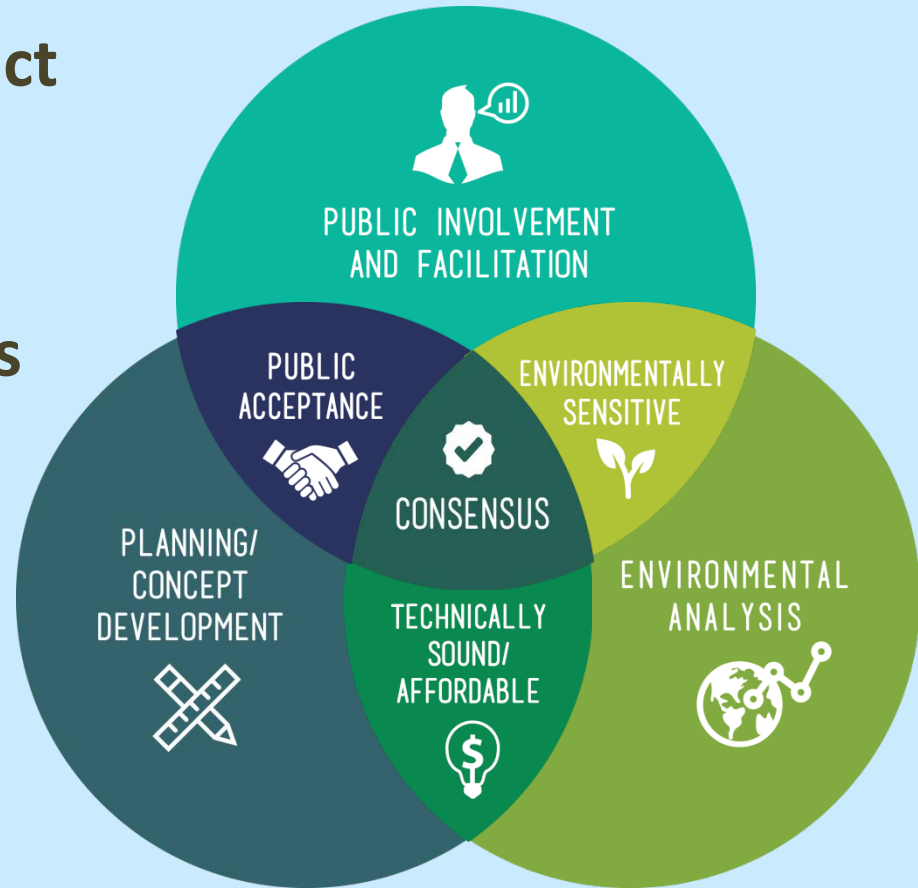 ct
PUBLIC INVOLVEMENT
AND FACILITATION
s
PUBLIC
ACCEPTANCE
ENVIRONMENTALLY
SENSITIVE
CONSENSUS
PLANNING/
CONCEPT
DEVELOPMENT
TECHNICALLY
SOUND/
AFFORDABLE
$
ENVIRONMENTAL
ANALYSIS